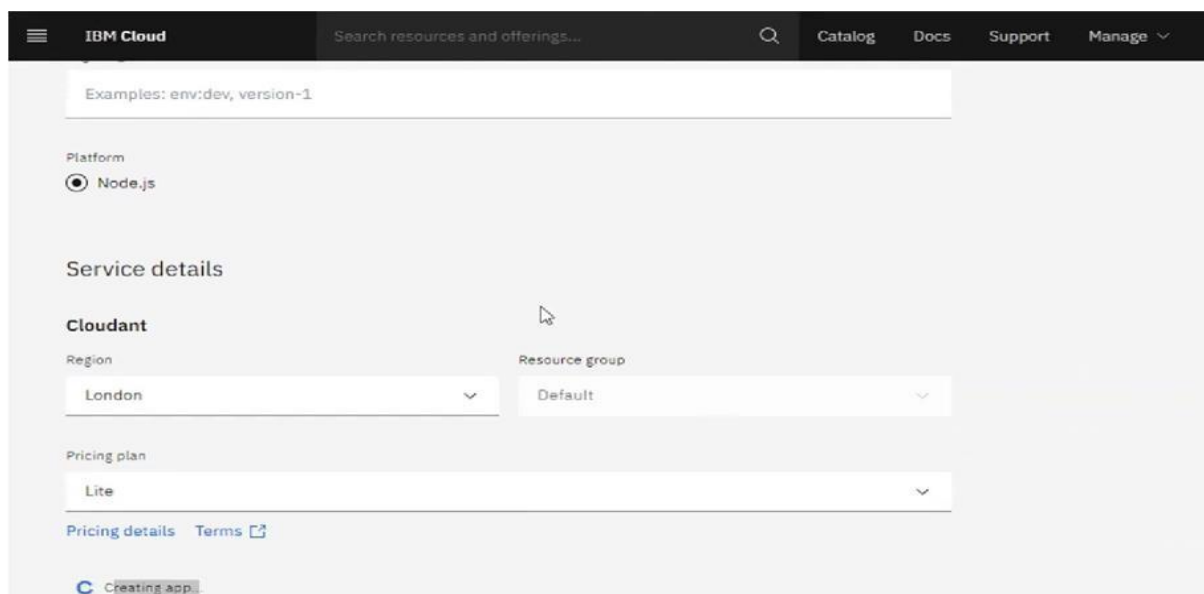 IBM Cloud Search resources and offerings... Catalog Docs Support Manage
Examples: env:dev, version-1
Platform
Node.js
Service details
Cloudant
Region Resource group
London Default
Pricing plan
Lite
Pricing details Terms
Creating app...